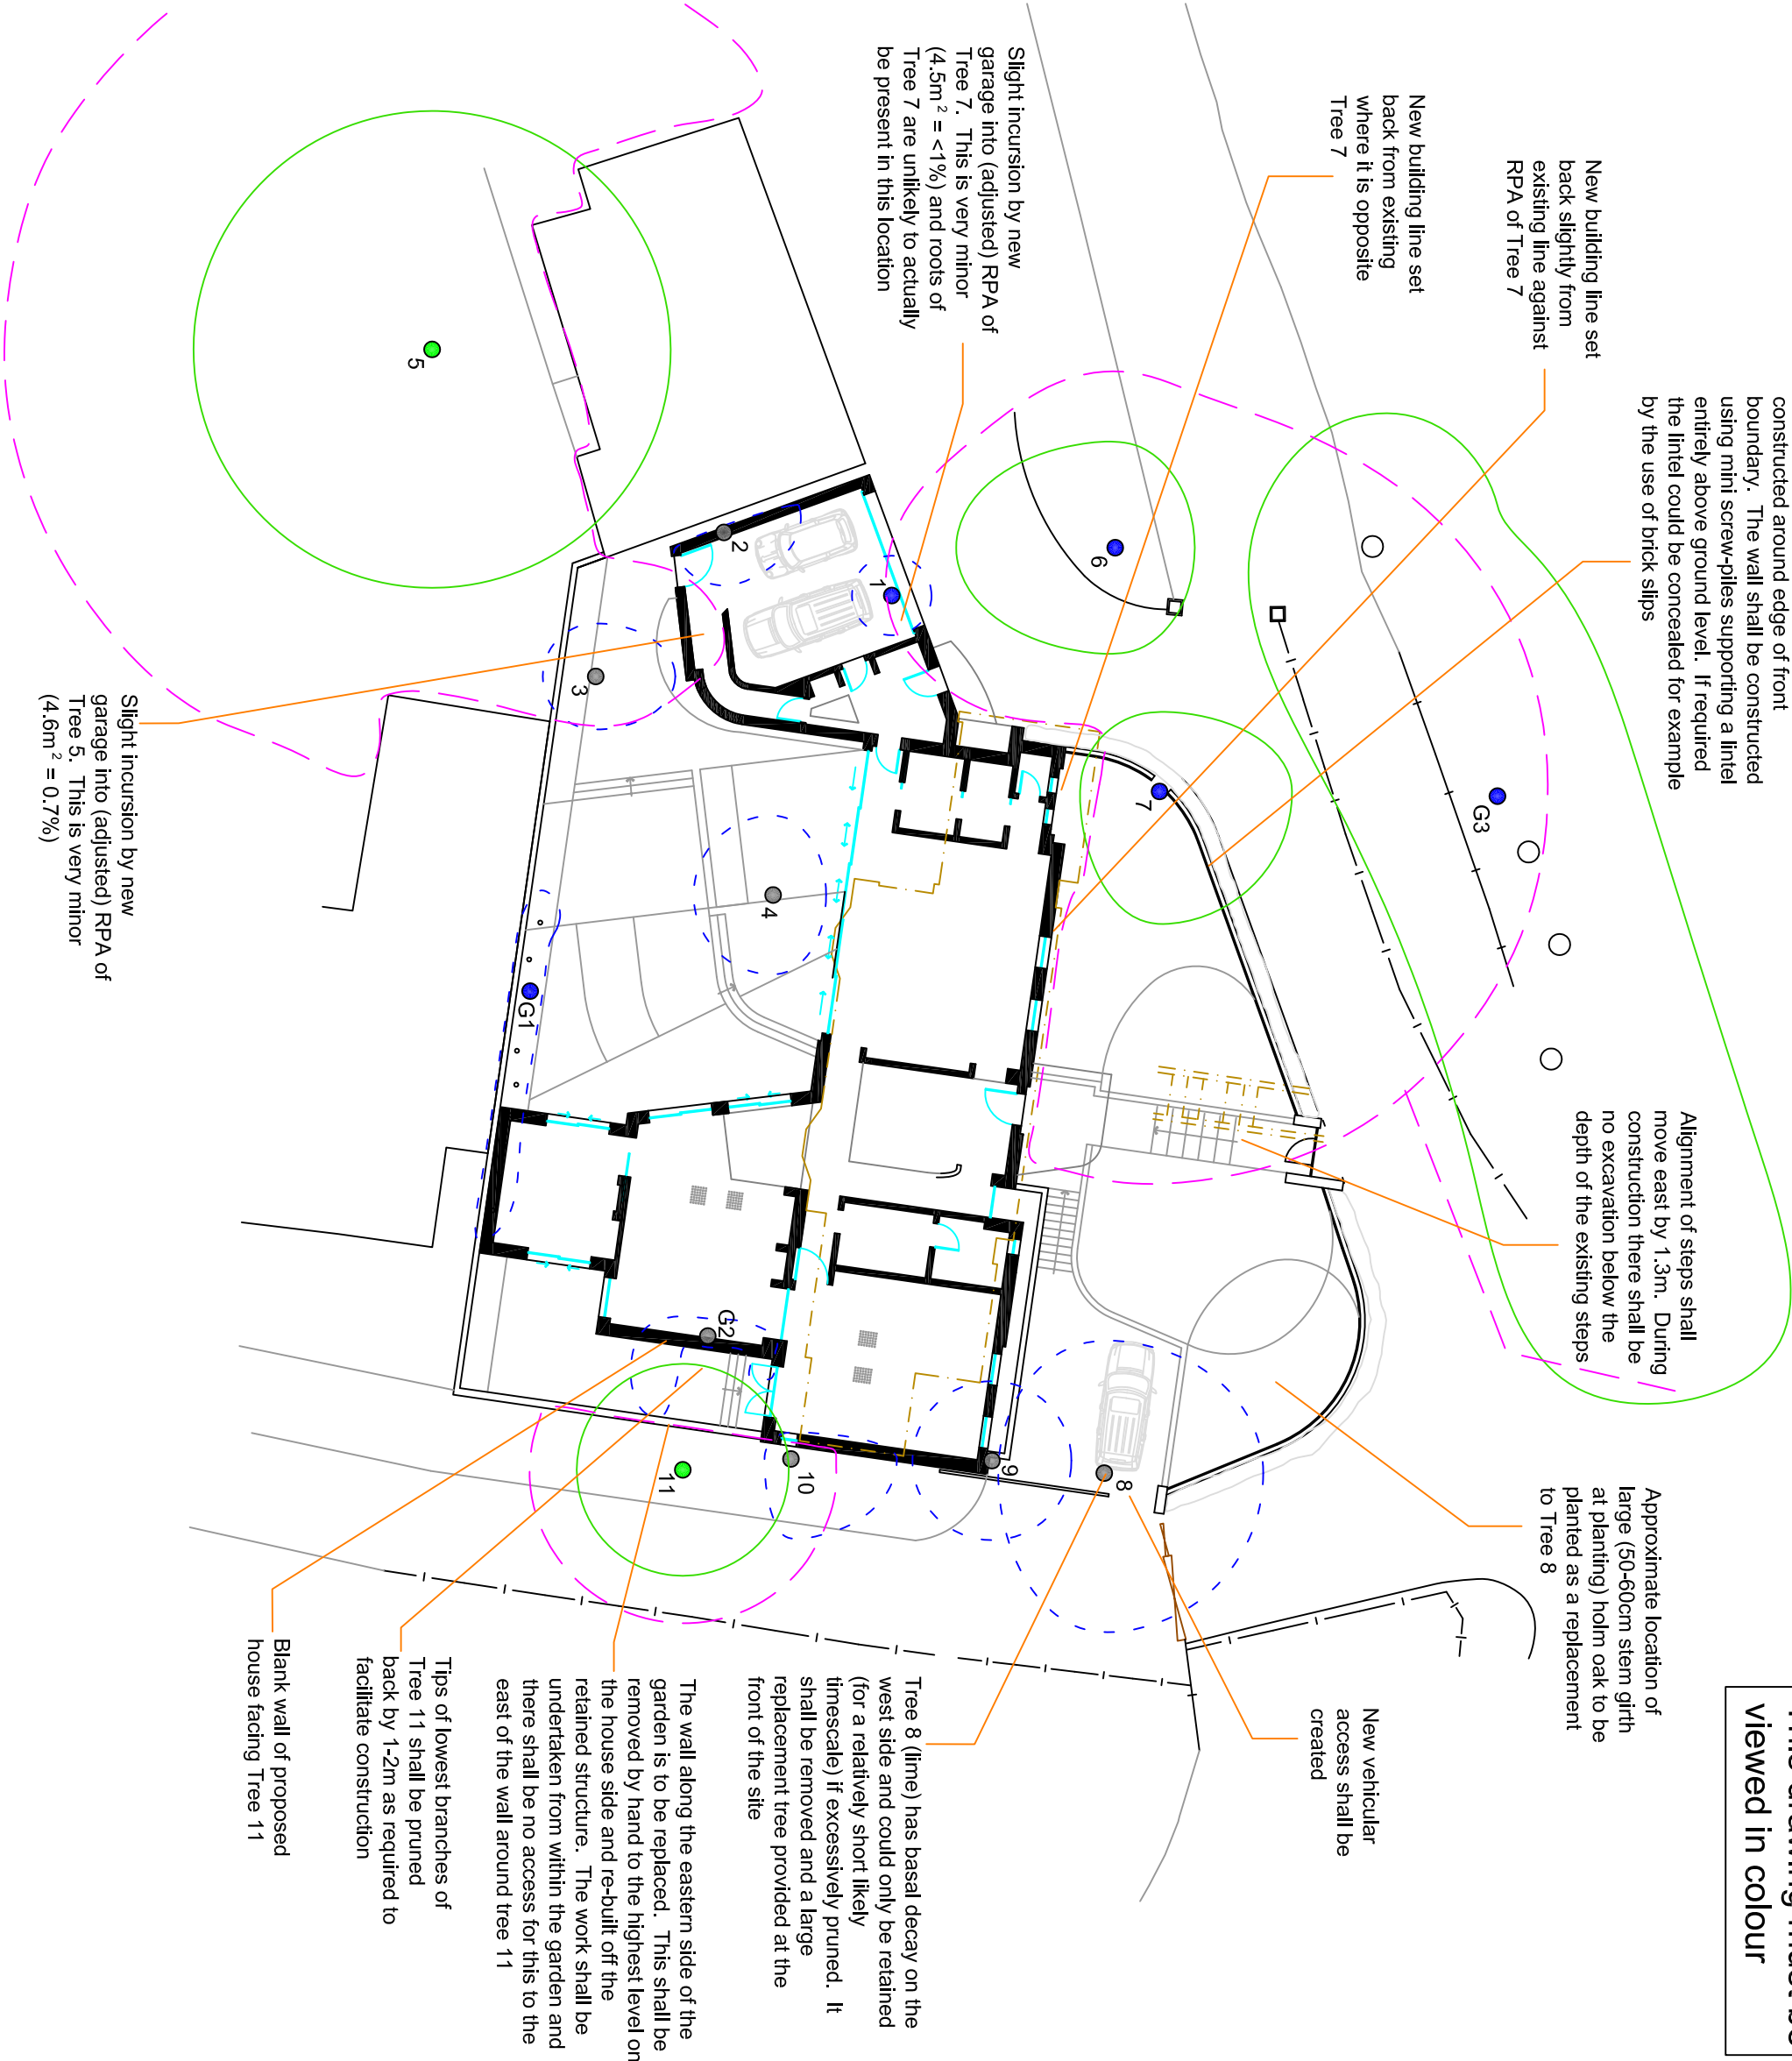 constructed around edge of front
boundary. The wall shall be constructed
using mini screw-piles supporting a lintel
entirely above ground level. If required
the lintel could be concealed for example
by the use of brick slips
New building line set
back slightly from
existing line against
RPA of Tree 7
New building line set
back from existing
where it is opposite
Tree 7
Slight incursion by new
garage into (adjusted) RPA of
Tree 7. This is very minor
(4.5m² = <1%) and roots of
Tree 7 are unlikely to actually
be present in this location
Alignment of steps shall
move east by 1.3m. During
construction there shall be
no excavation below the
depth of the existing steps
Approximate location of
large (50-60cm stem girth
at planting) holm oak to be
planted as a replacement
to Tree 8
viewed in colour
New vehicular
access shall be
created
Tree 8 (lime) has basal decay on the
west side and could only be retained
(for a relatively short likely
timescale) if excessively pruned. It
shall be removed and a large
replacement tree provided at the
front of the site
The wall along the eastern side of the
garden is to be replaced. This shall be
removed by hand to the highest level on
the house side and re-built off the
retained structure. The work shall be
undertaken from within the garden and
there shall be no access for this to the
east of the wall around tree 11
Tips of lowest branches of
Tree 11 shall be pruned
back by 1-2m as required to
facilitate construction
Blank wall of proposed
house facing Tree 11
Slight incursion by new
garage into (adjusted) RPA of
Tree 5. This is very minor
(4.6m² = 0.7%)
G3
6
7
1
2
3
4
5
G1
G2
8
9
10
11